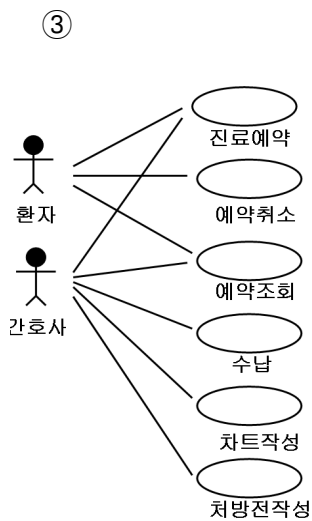 ③
진료예약
환자
예약취소
예약조회
간호사
수납
차트작성
처방전작성